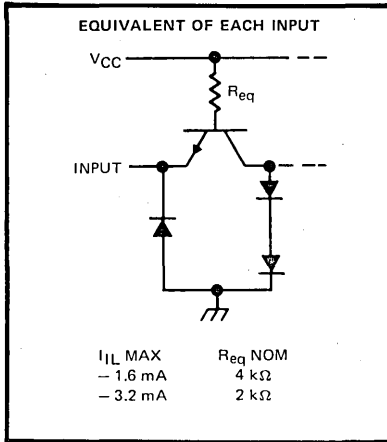 EQUIVALENT OF EACH INPUT
VCC
Req
INPUT
IIL MAX Req NOM
– 1.6 mA 4 kΩ
– 3.2 mA 2 kΩ